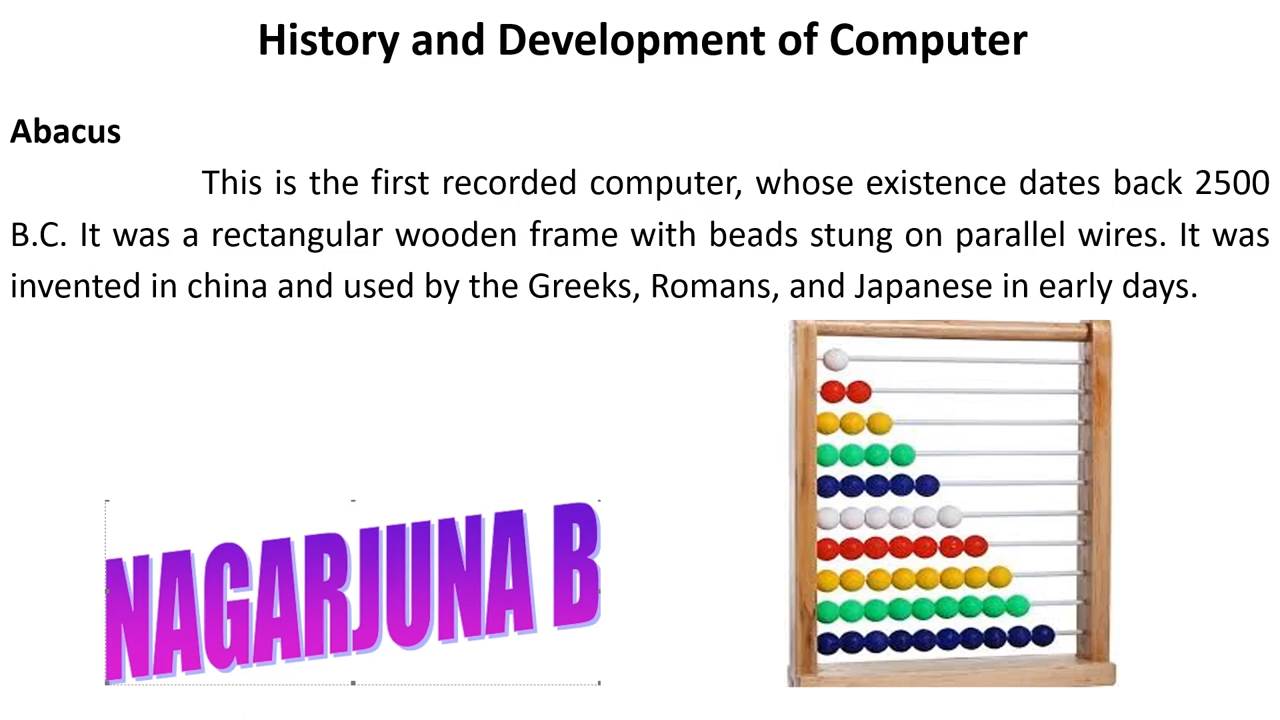 History and Development of Computer
Abacus
This is the first recorded computer, whose existence dates back 2500
B.C. It was a rectangular wooden frame with beads stung on parallel wires. It was
invented in china and used by the Greeks, Romans, and Japanese in early days.
NAGARJUNA B